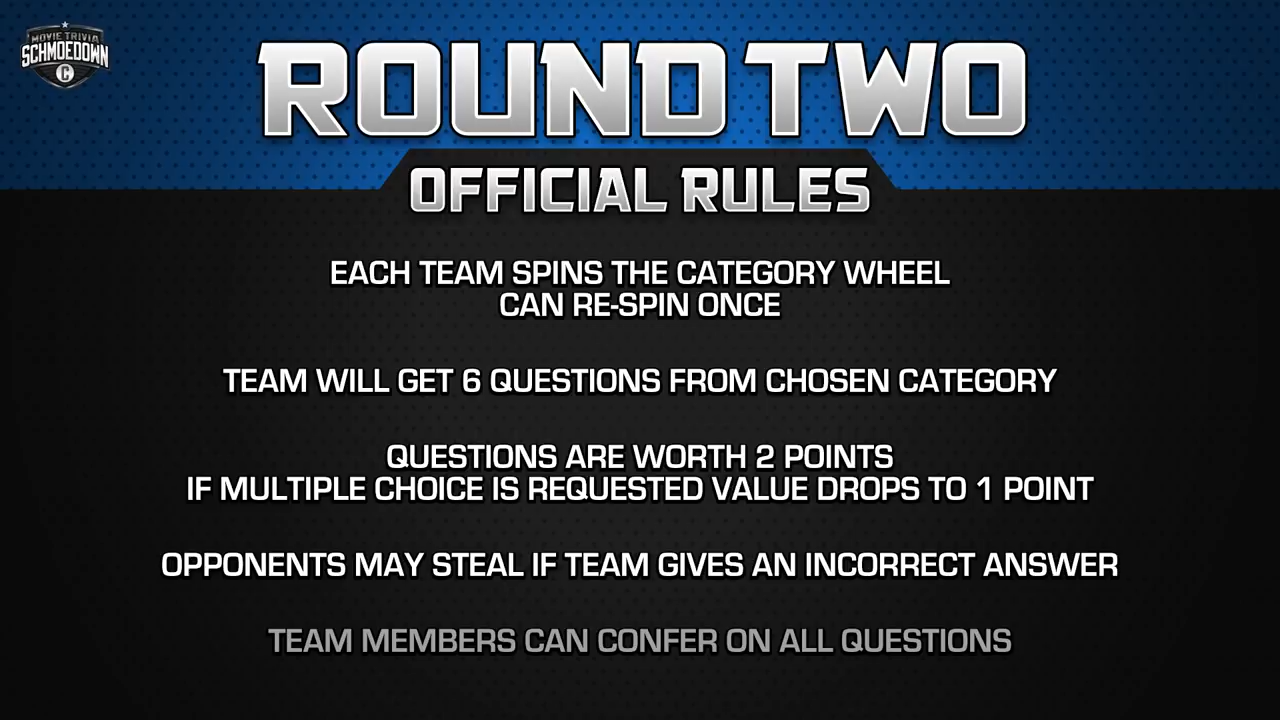 MOVIE TRIVIA
SCHMOEDOWN
C
ROUND TWO
OFFICIAL RULES
EACH TEAM SPINS THE CATEGORY WHEEL
CAN RE-SPIN ONCE
TEAM WILL GET 6 QUESTIONS FROM CHOSEN CATEGORY
QUESTIONS ARE WORTH 2 POINTS
IF MULTIPLE CHOICE IS REQUESTED VALUE DROPS TO 1 POINT
OPPONENTS MAY STEAL IF TEAM GIVES AN INCORRECT ANSWER
TEAM MEMBERS CAN CONFER ON ALL QUESTIONS